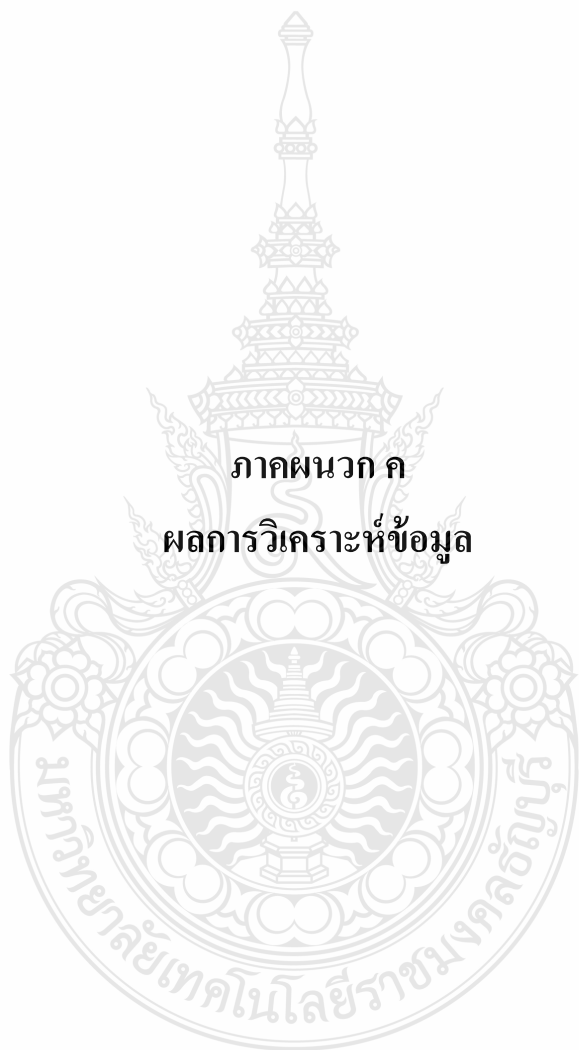 ภาคผนวก ค
ผลการวิเคราะห์ข้อมูล
มหาวิทยาลัยเทคโนโลยีราชมงคลธัญบุรี